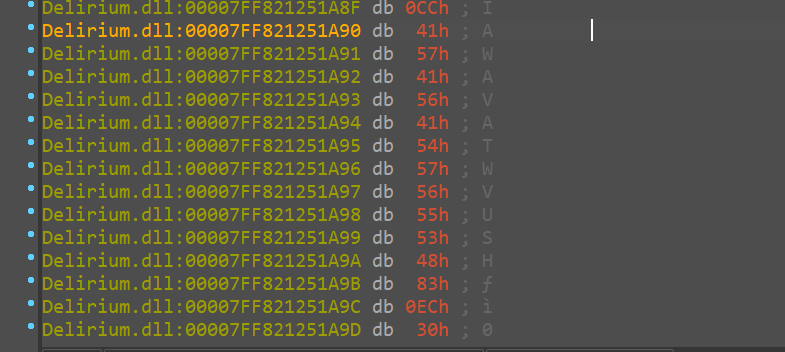 Delirium.dll:00007FF821251A8F db 0CCh ; Ì
Delirium.dll:00007FF821251A90 db 41h ; A
Delirium.dll:00007FF821251A91 db 57h ; W
Delirium.dll:00007FF821251A92 db 41h ; A
Delirium.dll:00007FF821251A93 db 56h ; V
Delirium.dll:00007FF821251A94 db 41h ; A
Delirium.dll:00007FF821251A95 db 54h ; T
Delirium.dll:00007FF821251A96 db 57h ; W
Delirium.dll:00007FF821251A97 db 56h ; V
Delirium.dll:00007FF821251A98 db 55h ; U
Delirium.dll:00007FF821251A99 db 53h ; S
Delirium.dll:00007FF821251A9A db 48h ; H
Delirium.dll:00007FF821251A9B db 83h ; ƒ
Delirium.dll:00007FF821251A9C db 0ECh ; ì
Delirium.dll:00007FF821251A9D db 30h ; 0